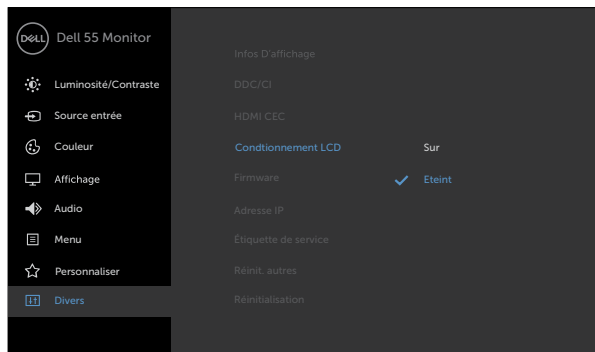 DELL
Dell 55 Monitor
Luminosité/Contraste
Source entrée
Couleur
Affichage
Audio
Menu
Personnaliser
Divers
Infos D'affichage
DDC/CI
HDMI CEC
Condtionnement LCD
Firmware
Adresse IP
Étiquette de service
Réinit. autres
Réinitialisation
Sur
Eteint